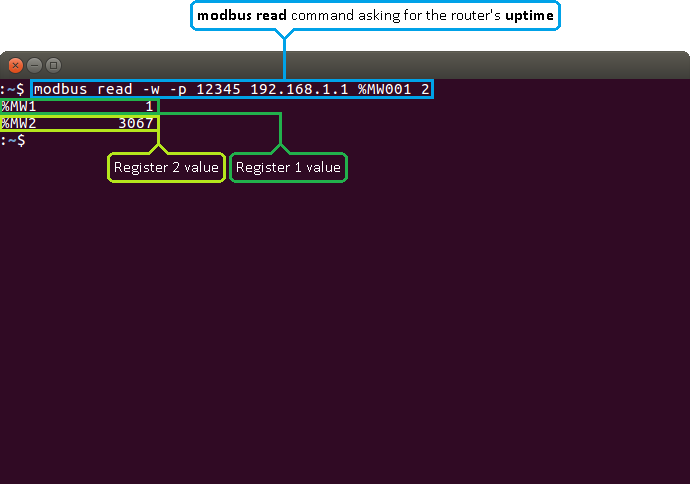 modbus read command asking for the router's uptime
:~$ modbus read -w -p 12345 192.168.1.1 %MW001 2
%MW1 1
%MW2 3067
:~$
Register 2 value
Register 1 value